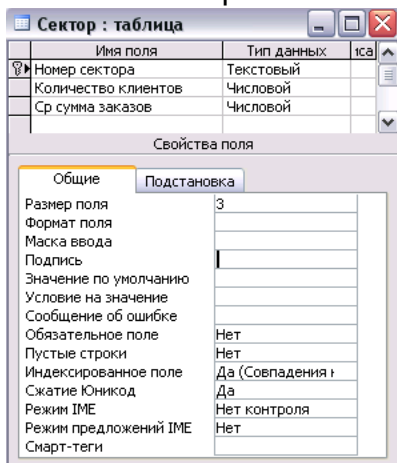 Сектор : таблица
Имя поля Тип данных іса
Номер сектора Текстовый
Количество клиентов Числовой
Ср сумма заказов Числовой
Свойства поля
Общие Подстановка
Размер поля 3
Формат поля
Маска ввода
Подпись
Значение по умолчанию
Условие на значение
Сообщение об ошибке
Обязательное поле Нет
Пустые строки Нет
Индексированное поле Да (Совпадения н
Сжатие Юникод Да
Режим IME Нет контроля
Режим предложений IME Нет
Смарт-теги